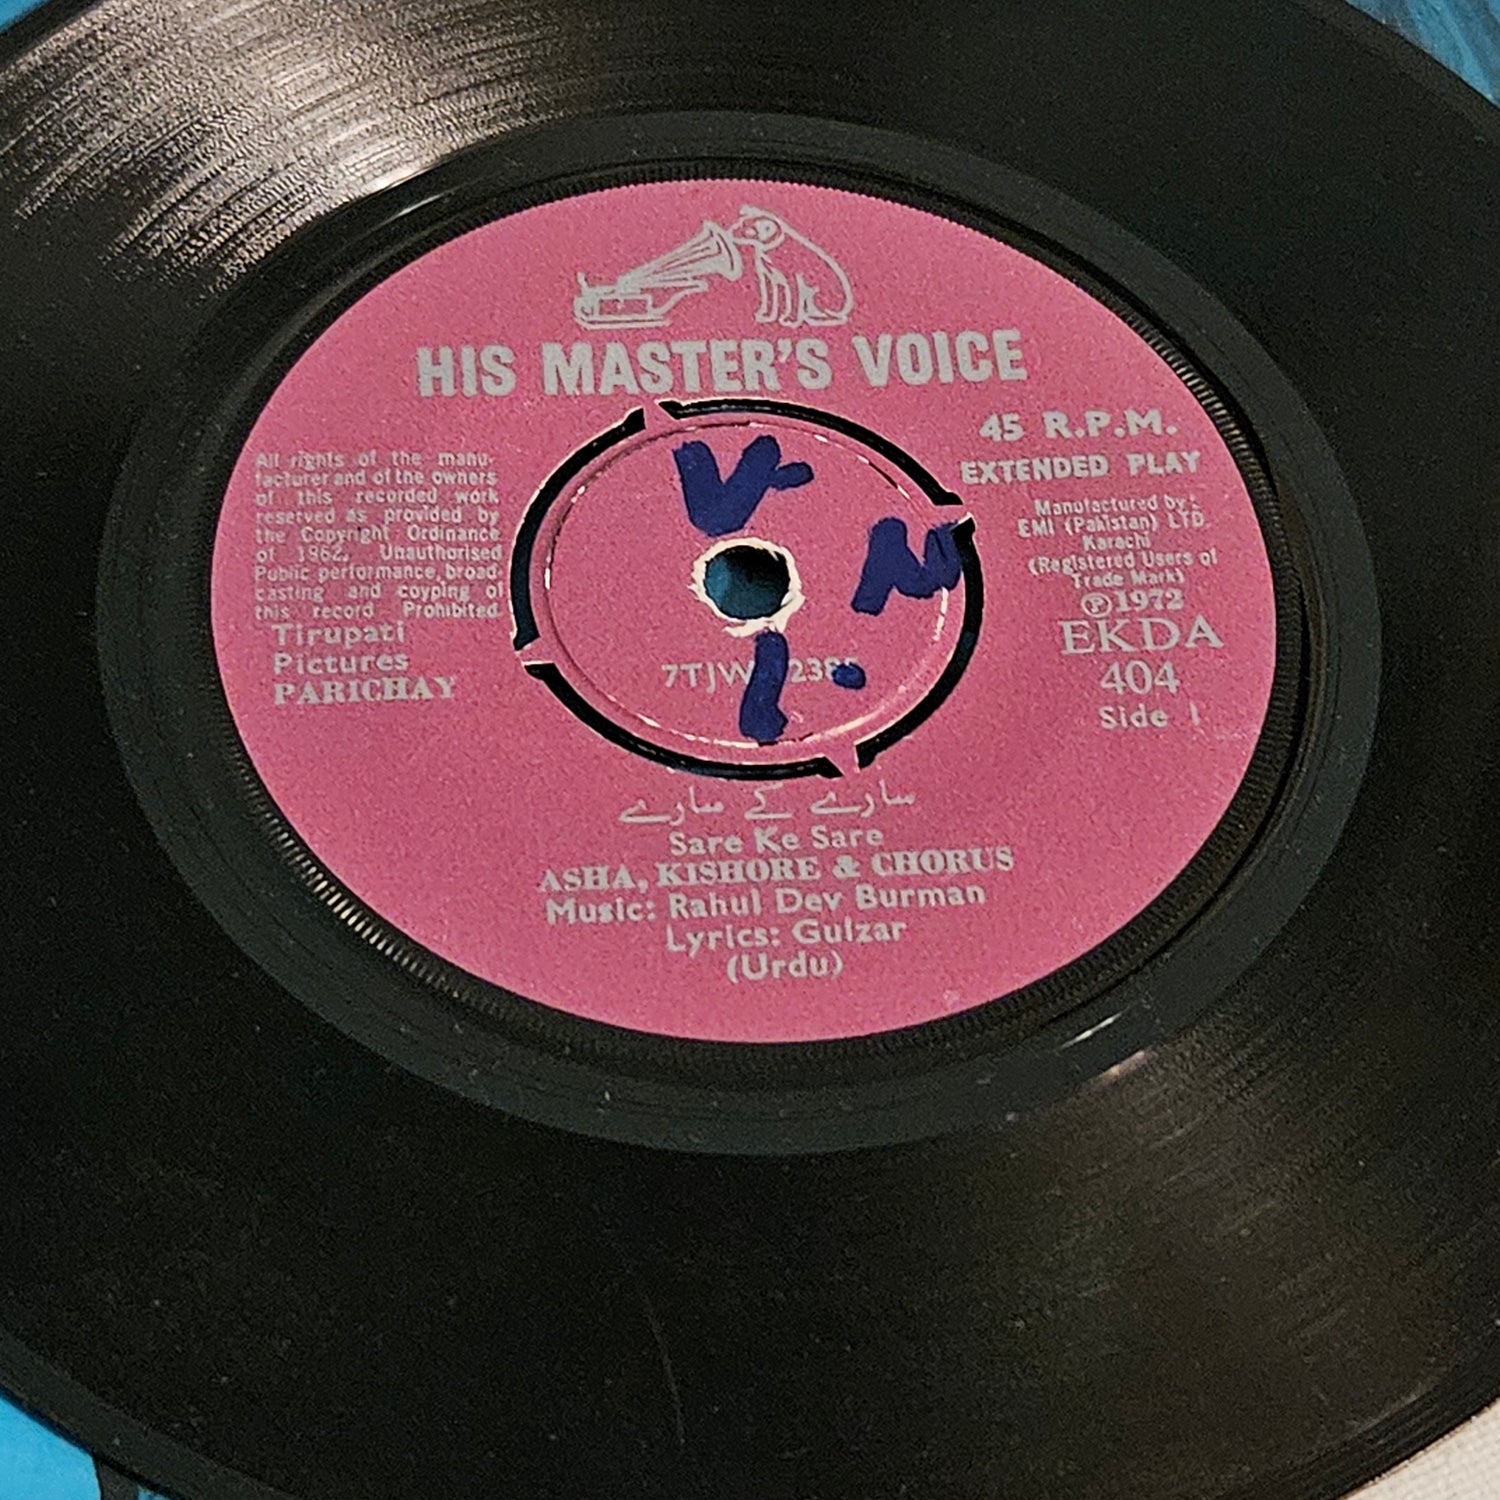 HIS MASTER'S VOICE
45 R.P.M.
EXTENDED PLAY
All rights of the manu-
facturer and of the owners
of this recorded work
reserved as provided by
the Copyright Ordinance
of 1962, Unauthorised
Public performance, broad-
casting and coyping of
this record Prohibited
Tirupati
Pictures
PARICHAY
Manufactured by:
EMI (Pakistan) LTD.
Karachi
(Registered Users of
Trade Mark)
Ⓟ1972
EKDA
404
Side 1
سارے کے سارے
Sare Ke Sare
ASHA, KISHORE & CHORUS
Music: Rahul Dev Burman
Lyrics: Gulzar
(Urdu)